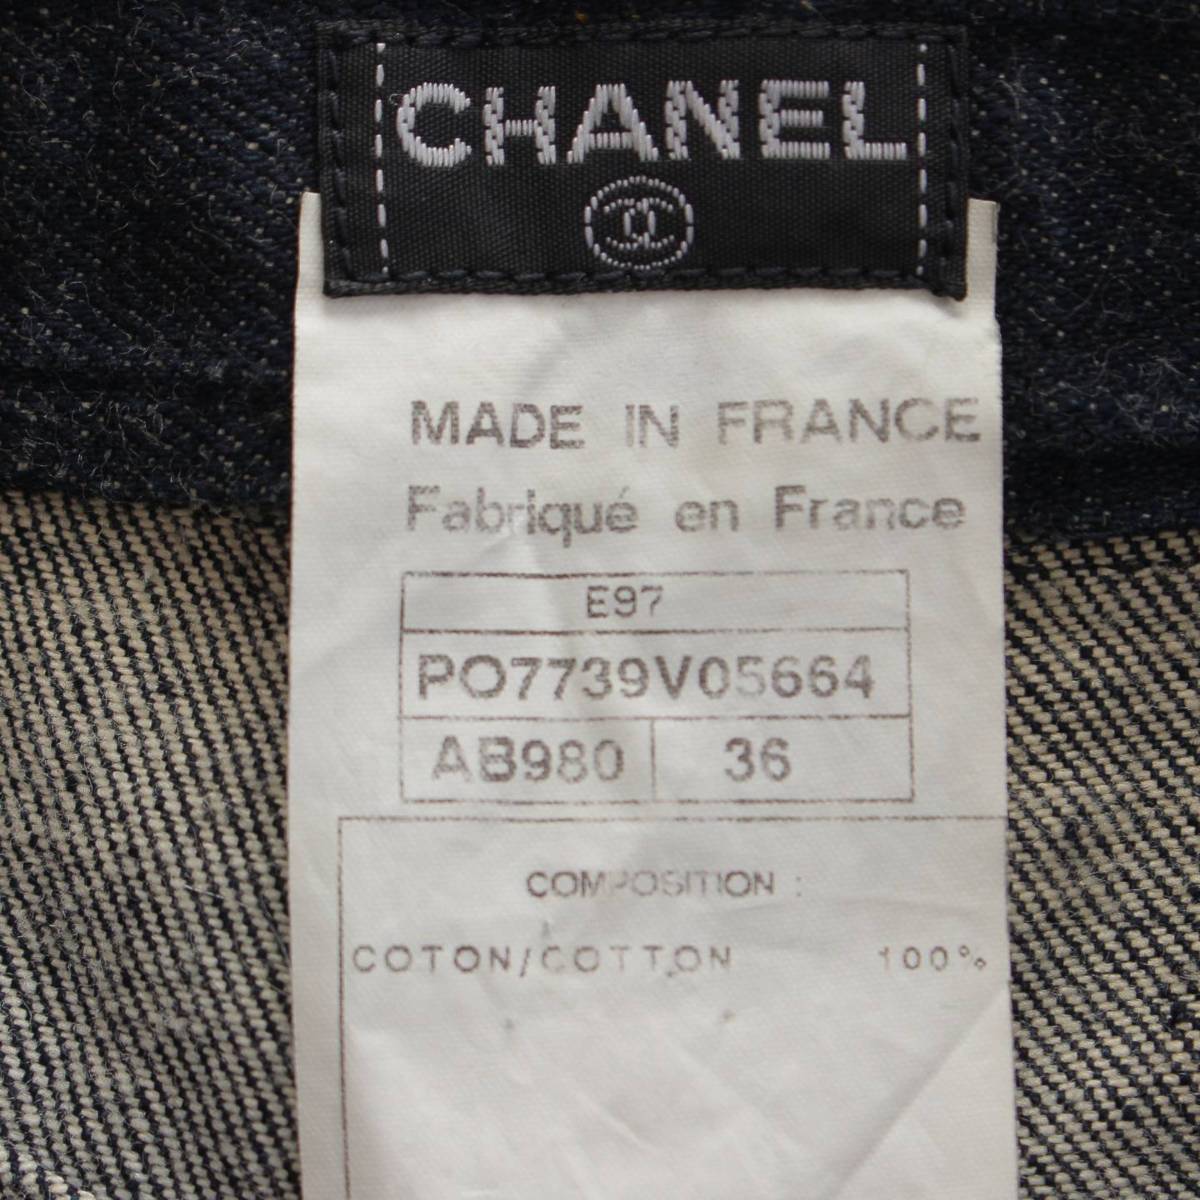 CHANEL
MADE IN FRANCE
Fabriqué en France
E97
PO7739V05664
AB980 36
COMPOSITION :
COTON/COTTON 100%